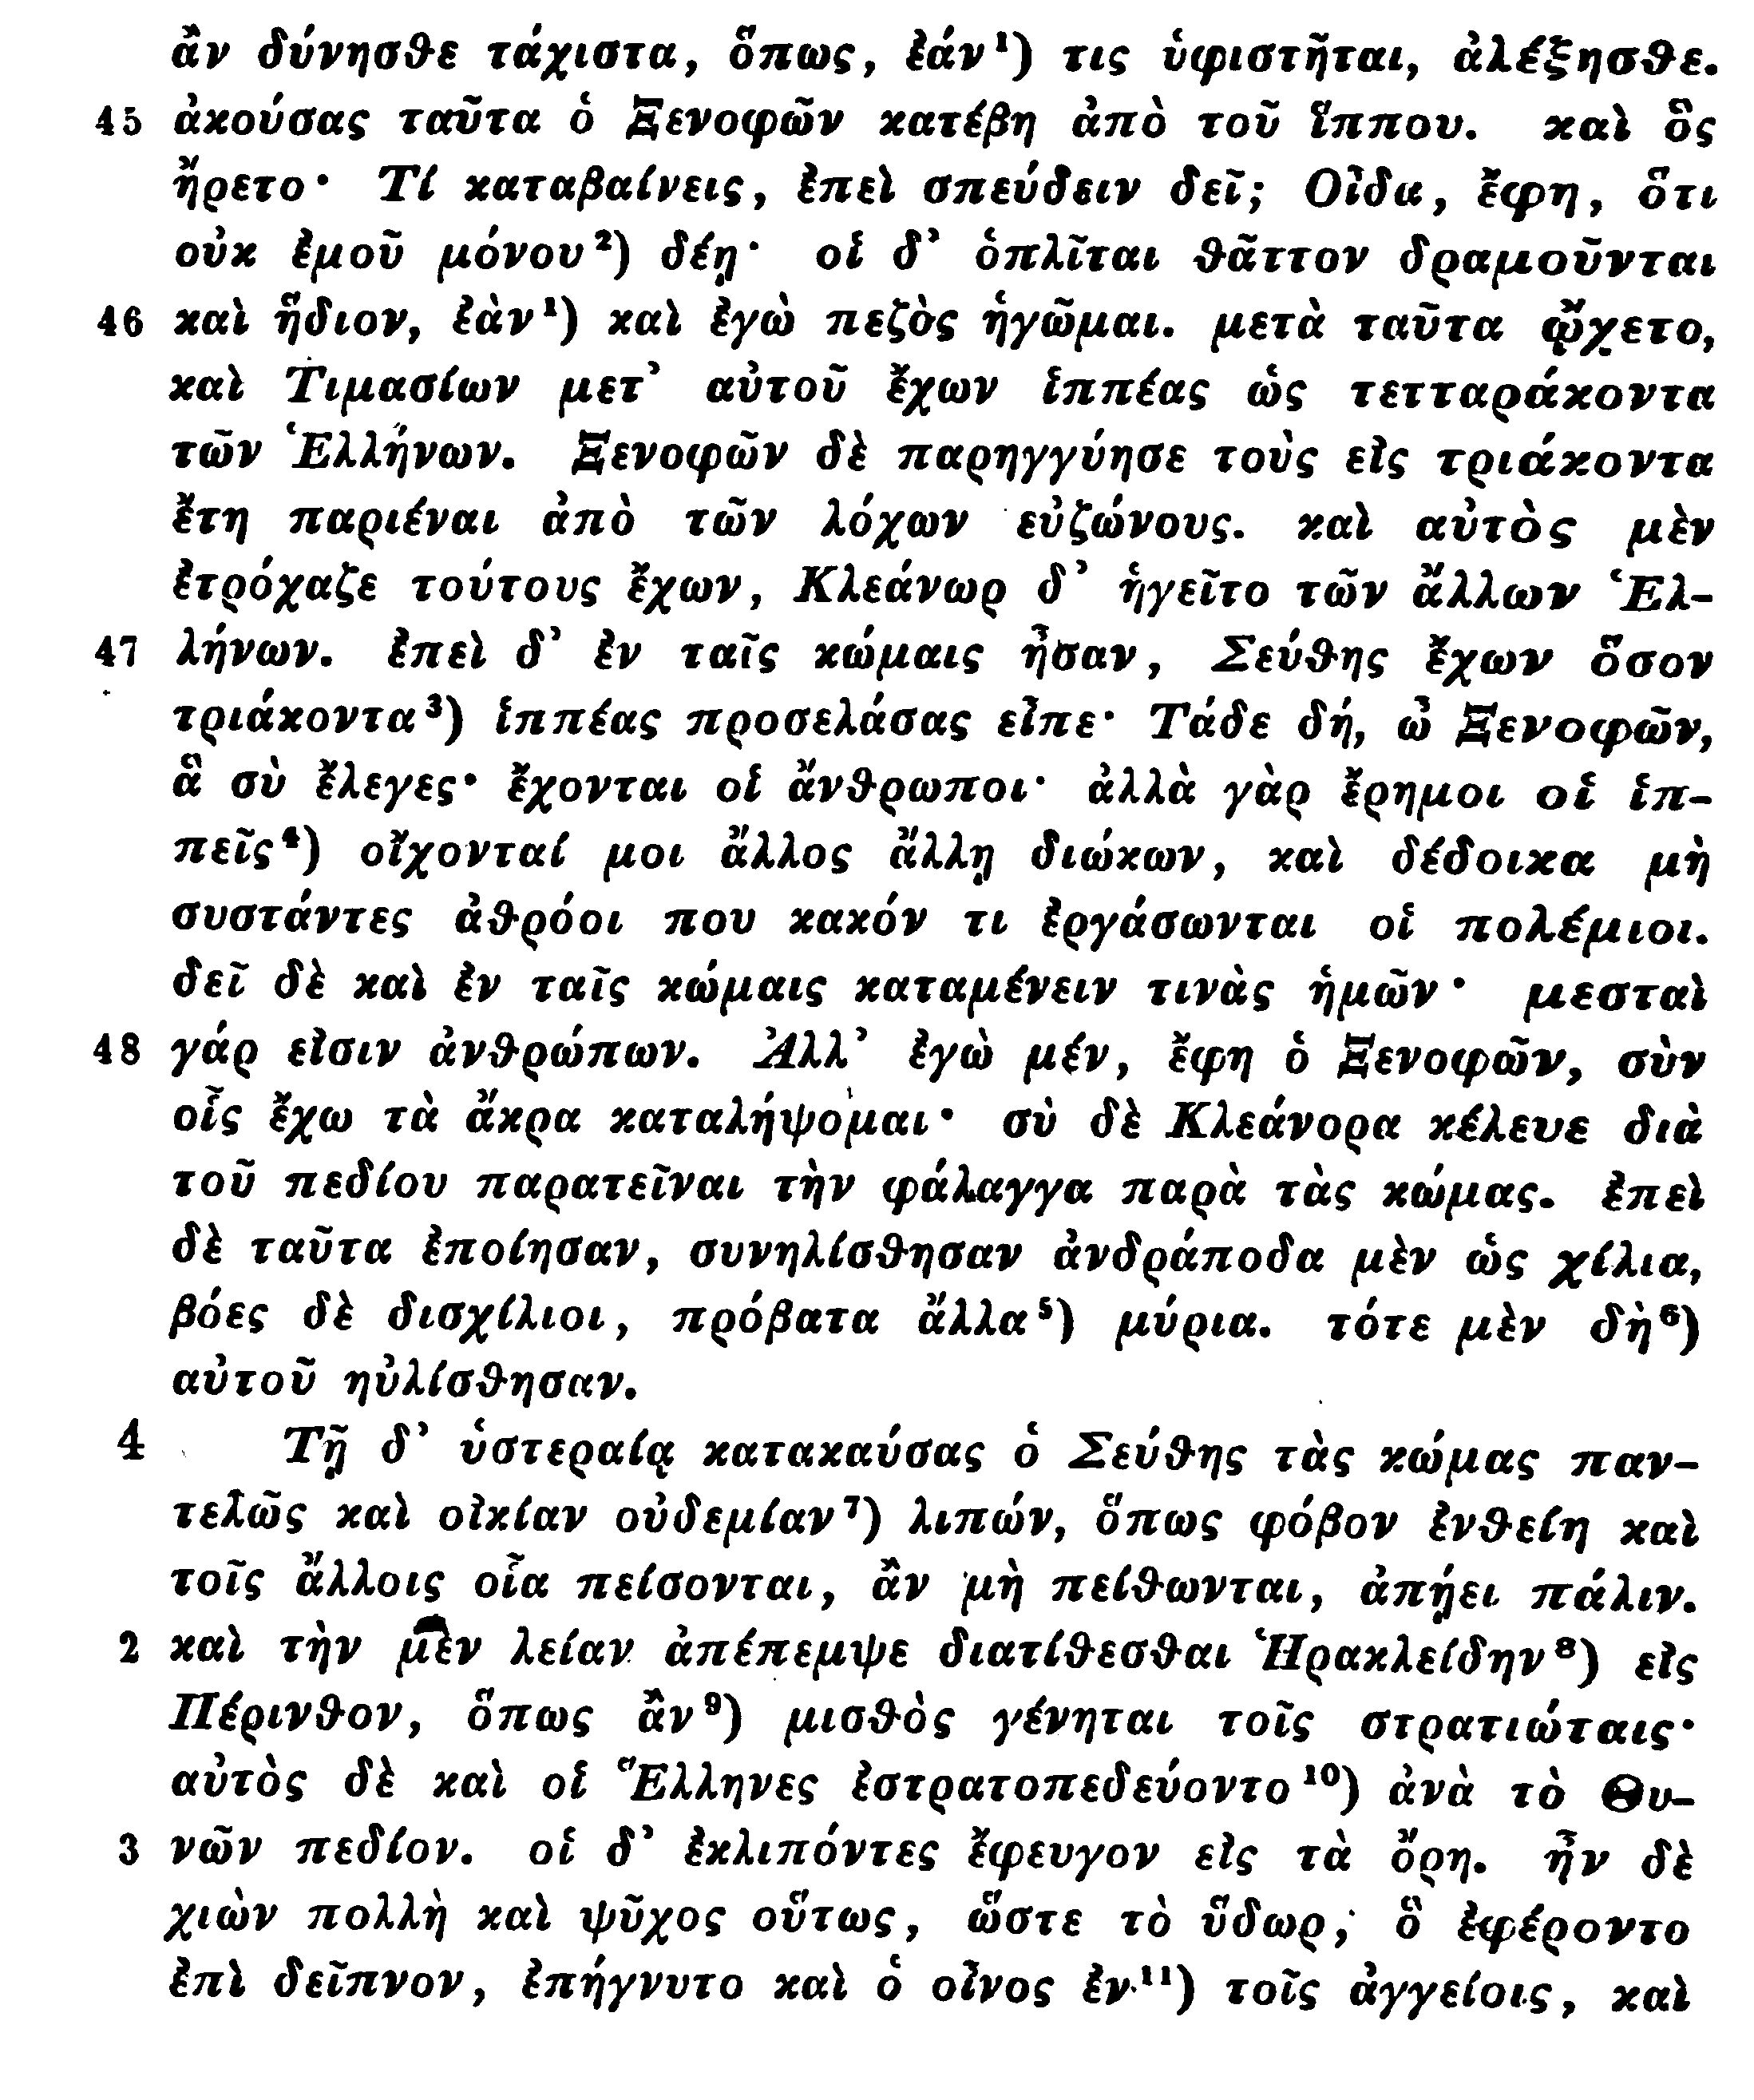 ἂν δύνησθε τάχιστα, ὅπως, ἐάν¹) τις ὑφιστῆται, ἀλέξησθε.
45 ἀκούσας ταῦτα ὁ Ξενοφῶν κατέβη ἀπὸ τοῦ ἵππου. καὶ ὃς
ἤρετο· Τί καταβαίνεις, ἐπεὶ σπεύδειν δεῖ; Οἶδα, ἔφη, ὅτι
οὐκ ἐμοῦ μόνου²) δέῃ· οἱ δ’ ὁπλῖται θᾶττον δραμοῦνται
46 καὶ ἥδιον, ἐὰν¹) καὶ ἐγὼ πεζὸς ἡγῶμαι. μετὰ ταῦτα ᾤχετο,
καὶ Τιμασίων μετ’ αὐτοῦ ἔχων ἱππέας ὡς τετταράκοντα
τῶν Ἑλλήνων. Ξενοφῶν δὲ παρηγγύησε τοὺς εἰς τριάκοντα
ἔτη παριέναι ἀπὸ τῶν λόχων εὐζώνους. καὶ αὐτὸς μὲν
ἐτρόχαζε τούτους ἔχων, Κλεάνωρ δ’ ἡγεῖτο τῶν ἄλλων Ἑλ-
47 λήνων. ἐπεὶ δ’ ἐν ταῖς κώμαις ἦσαν, Σεύθης ἔχων ὅσον
τριάκοντα³) ἱππέας προσελάσας εἶπε· Τάδε δή, ὦ Ξενοφῶν,
ἃ σὺ ἔλεγες· ἔχονται οἱ ἄνθρωποι· ἀλλὰ γὰρ ἔρημοι οἱ ἱπ-
πεῖς⁴) οἴχονταί μοι ἄλλος ἄλλῃ διώκων, καὶ δέδοικα μὴ
συστάντες ἁθρόοι που κακόν τι ἐργάσωνται οἱ πολέμιοι.
δεῖ δὲ καὶ ἐν ταῖς κώμαις καταμένειν τινὰς ἡμῶν· μεσταὶ
48 γάρ εἰσιν ἀνθρώπων. Ἀλλ’ ἐγὼ μέν, ἔφη ὁ Ξενοφῶν, σὺν
οἷς ἔχω τὰ ἄκρα καταλήψομαι· σὺ δὲ Κλεάνορα κέλευε διὰ
τοῦ πεδίου παρατεῖναι τὴν φάλαγγα παρὰ τὰς κώμας. ἐπεὶ
δὲ ταῦτα ἐποίησαν, συνηλίσθησαν ἀνδράποδα μὲν ὡς χίλια,
βόες δὲ δισχίλιοι, πρόβατα ἄλλα⁵) μύρια. τότε μὲν δὴ⁶)
αὐτοῦ ηὐλίσθησαν.
4 Τῇ δ’ ὑστεραίᾳ κατακαύσας ὁ Σεύθης τὰς κώμας παν-
τελῶς καὶ οἰκίαν οὐδεμίαν⁷) λιπών, ὅπως φόβον ἐνθείη καὶ
τοῖς ἄλλοις οἷα πείσονται, ἂν μὴ πείθωνται, ἀπῄει πάλιν.
2 καὶ τὴν μὲν λείαν ἀπέπεμψε διατίθεσθαι Ἡρακλείδην⁸) εἰς
Πέρινθον, ὅπως ἂν⁹) μισθὸς γένηται τοῖς στρατιώταις·
αὐτὸς δὲ καὶ οἱ Ἕλληνες ἐστρατοπεδεύοντο¹⁰) ἀνὰ τὸ Θυ-
3 νῶν πεδίον. οἱ δ’ ἐκλιπόντες ἔφευγον εἰς τὰ ὄρη. ἦν δὲ
χιὼν πολλὴ καὶ ψῦχος οὕτως, ὥστε τὸ ὕδωρ, ὃ ἐφέροντο
ἐπὶ δεῖπνον, ἐπήγνυτο καὶ ὁ οἶνος ἐν¹¹) τοῖς ἀγγείοις, καὶ